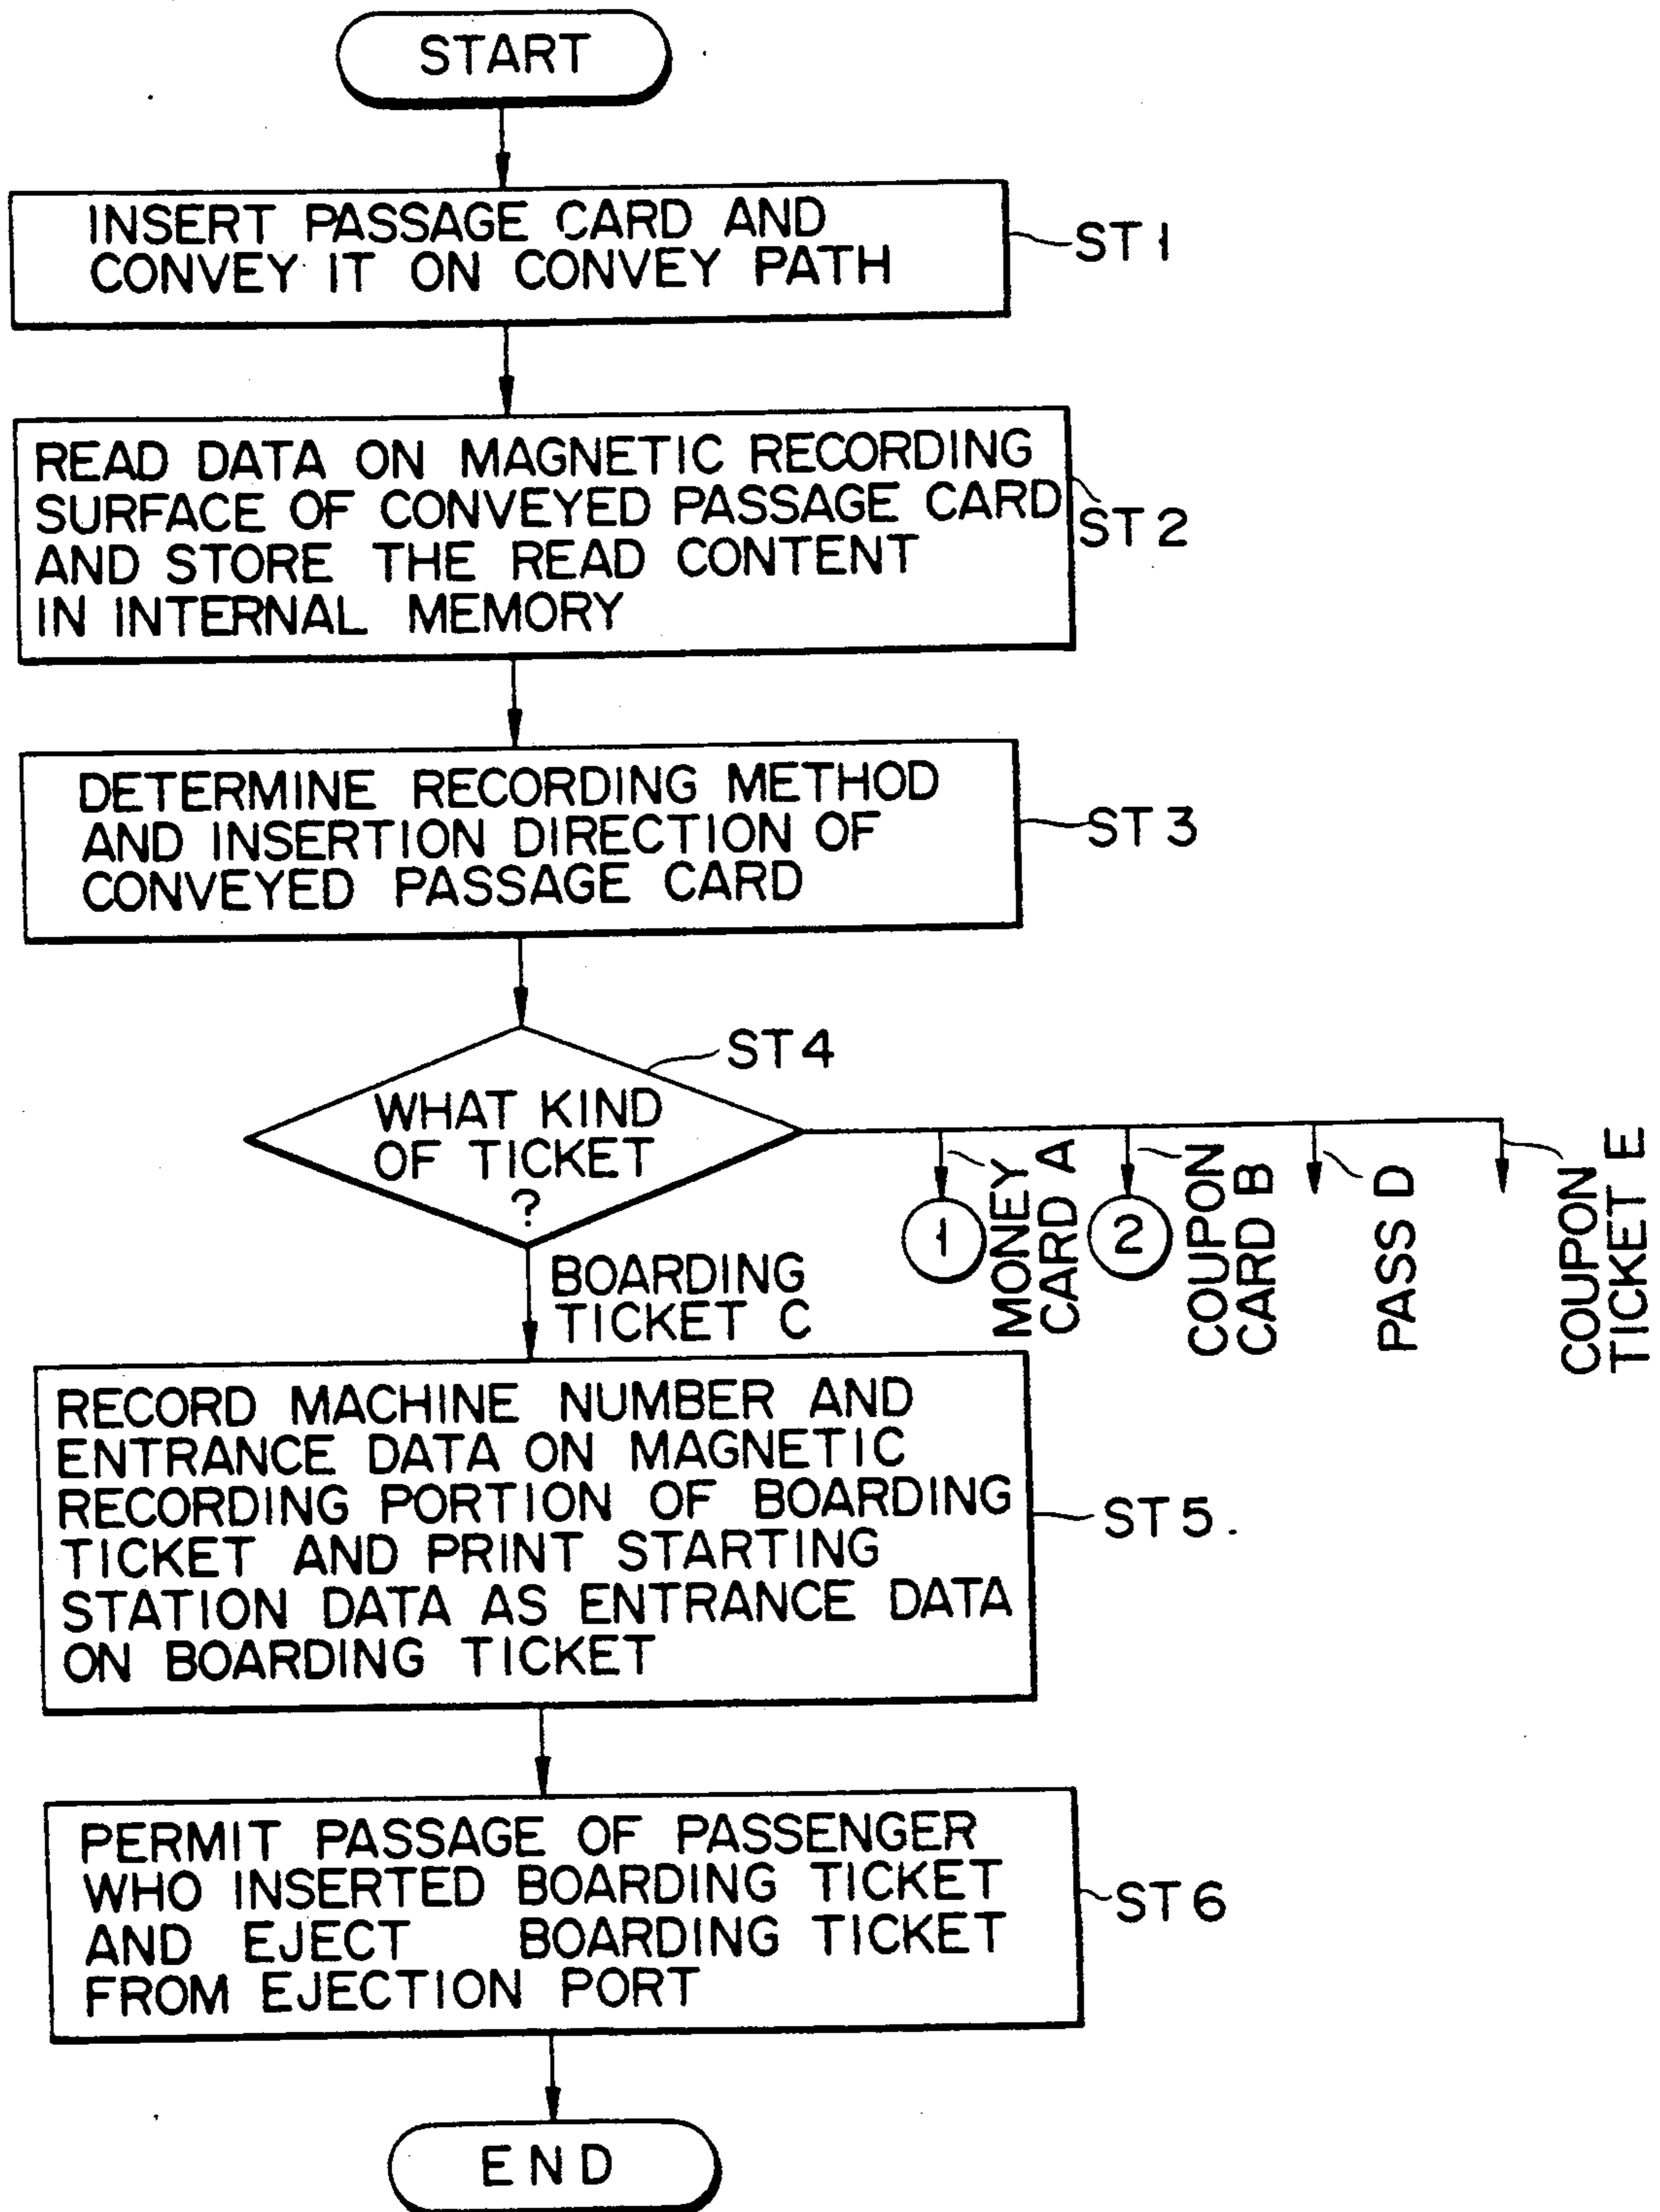 START
INSERT PASSAGE CARD AND
CONVEY IT ON CONVEY PATH
ST1
READ DATA ON MAGNETIC RECORDING
SURFACE OF CONVEYED PASSAGE CARD
AND STORE THE READ CONTENT
IN INTERNAL MEMORY
ST2
DETERMINE RECORDING METHOD
AND INSERTION DIRECTION OF
CONVEYED PASSAGE CARD
ST3
WHAT KIND
OF TICKET
?
ST4
1
MONEY
CARD A
2
COUPON
CARD B
PASS D
COUPON
TICKET E
BOARDING
TICKET C
RECORD MACHINE NUMBER AND
ENTRANCE DATA ON MAGNETIC
RECORDING PORTION OF BOARDING
TICKET AND PRINT STARTING
STATION DATA AS ENTRANCE DATA
ON BOARDING TICKET
ST5.
PERMIT PASSAGE OF PASSENGER
WHO INSERTED BOARDING TICKET
AND EJECT BOARDING TICKET
FROM EJECTION PORT
ST6
END